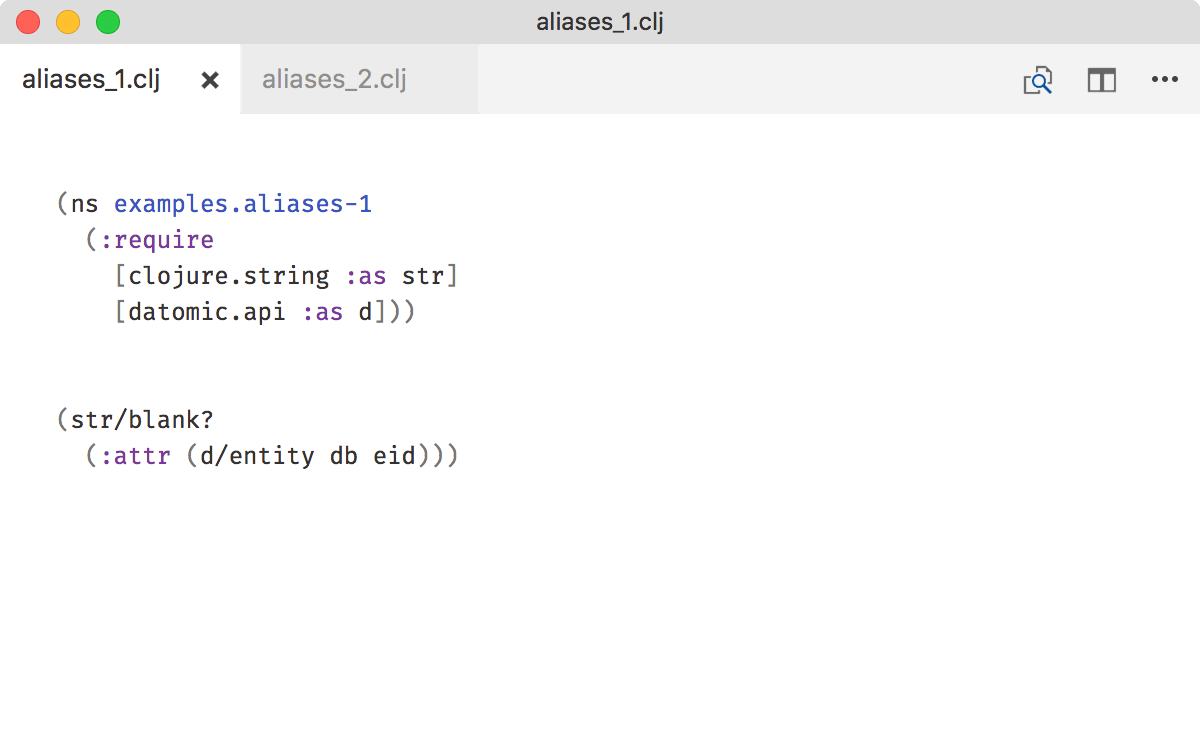 aliases_1.clj
aliases_1.clj aliases_2.clj
(ns examples.aliases-1
  (:require
    [clojure.string :as str]
    [datomic.api :as d]))
(str/blank?
  (:attr (d/entity db eid)))